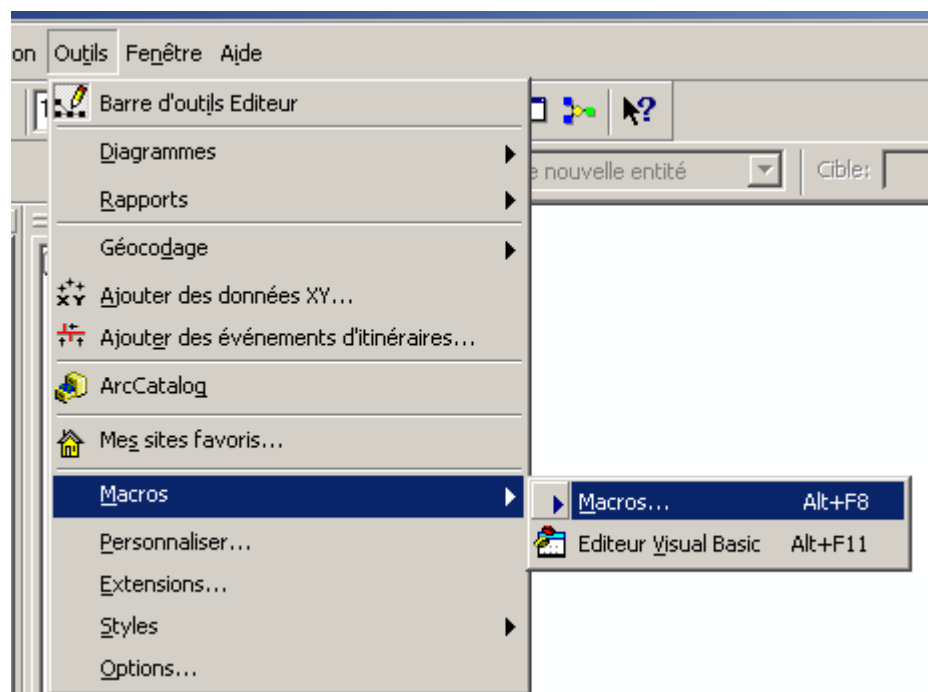 on Outils Fenêtre Aide
Barre d'outils Editeur
Diagrammes
e nouvelle entité Cible:
Rapports
Géocodage
XY Ajouter des données XY...
Ajouter des événements d'itinéraires...
ArcCatalog
Mes sites favoris...
Macros
Macros... Alt+F8
Personnaliser...
Editeur Visual Basic Alt+F11
Extensions...
Styles
Options...